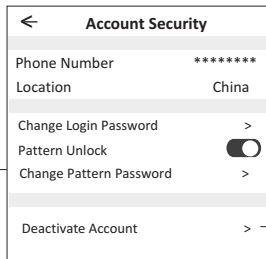 Account Security
Phone Number ********
Location China
Change Login Password >
Pattern Unlock
Change Pattern Password >
Deactivate Account >